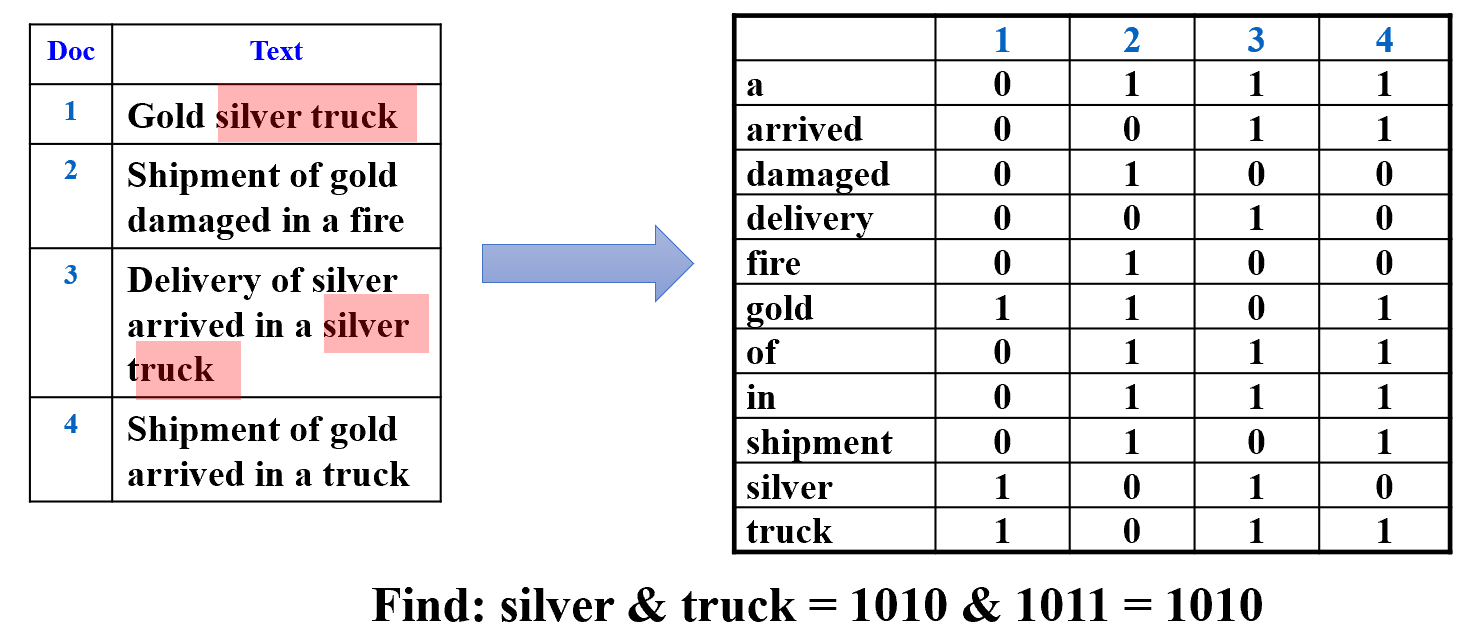 Doc Text
1 Gold silver truck
2 Shipment of gold
damaged in a fire
3 Delivery of silver
arrived in a silver
truck
4 Shipment of gold
arrived in a truck
1 2 3 4
a 0 1 1 1
arrived 0 0 1 1
damaged 0 1 0 0
delivery 0 0 1 0
fire 0 1 0 0
gold 1 1 0 1
of 0 1 1 1
in 0 1 1 1
shipment 0 1 0 1
silver 1 0 1 0
truck 1 0 1 1
Find: silver & truck = 1010 & 1011 = 1010